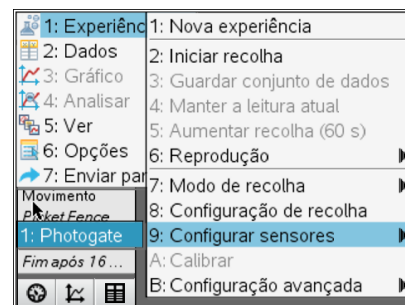 1: Experiênc
2: Dados
3: Gráfico
4: Analisar
5: Ver
6: Opções
7: Enviar par
Movimento
Picket Fence
1: Photogate
Fim após 16 ...
1: Nova experiência
2: Iniciar recolha
3: Guardar conjunto de dados
4: Manter a leitura atual
5: Aumentar recolha (60 s)
6: Reprodução
7: Modo de recolha
8: Configuração de recolha
9: Configurar sensores
A: Calibrar
B: Configuração avançada